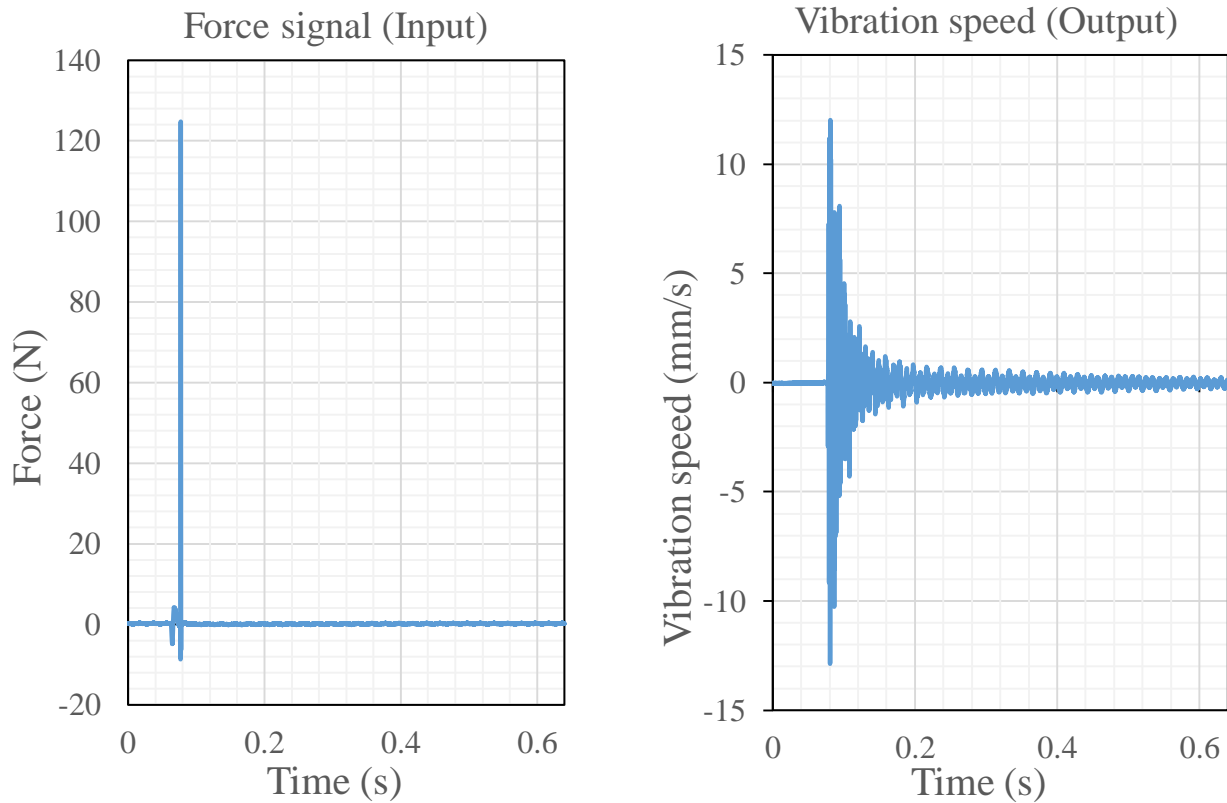 Force signal (Input)
140
120
100
80
60
40
20
0
-20
Force (N)
0 0.2 0.4 0.6
Time (s)
Vibration speed (Output)
15
10
5
0
-5
-10
-15
Vibration speed (mm/s)
0 0.2 0.4 0.6
Time (s)